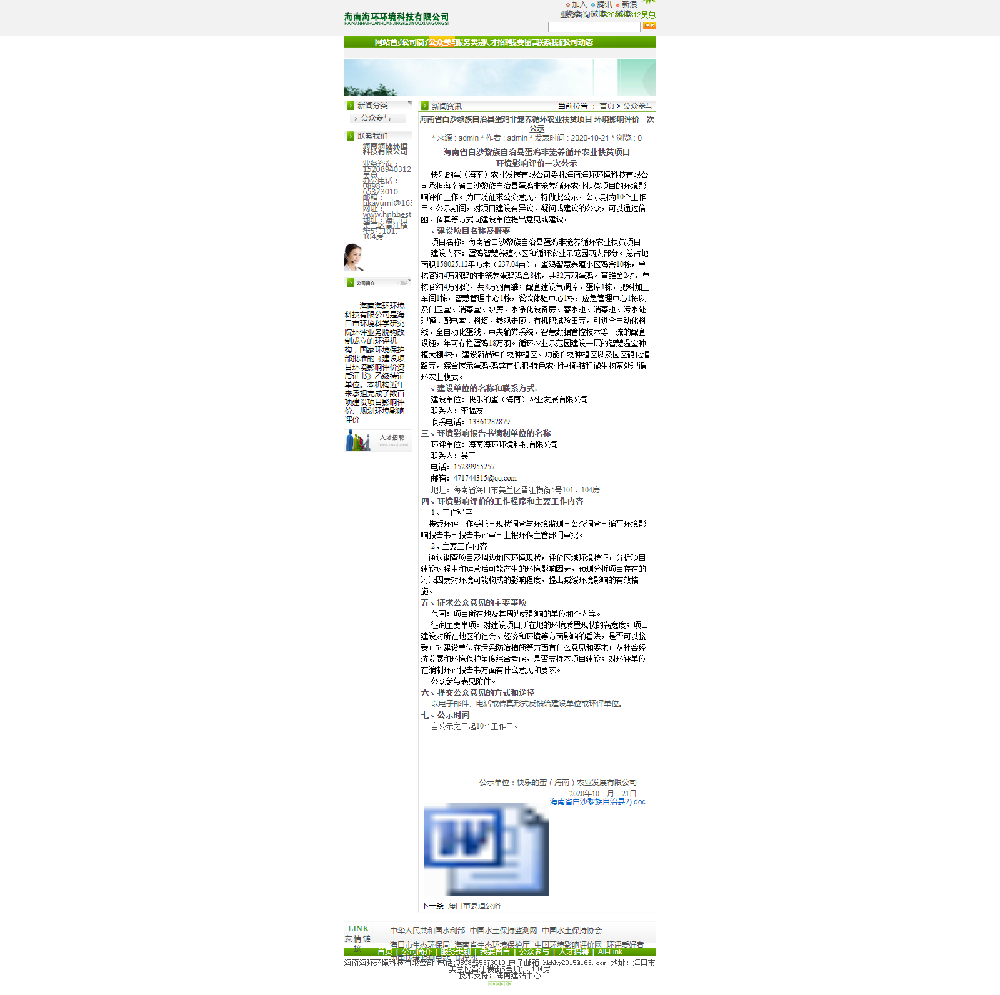 加入收藏
腾讯微博
新浪微博
海南海环环境科技有限公司
HAINANHAIHUANHUANJINGKEJIYOUXIANGONGSI
业务咨询
15208940312吴总
网站首页
公司简介
公众参与
服务类别
人才招聘
我要留言
联系我们
公司动态
新闻分类
公众参与
联系我们
海南海环环境
科技有限公司
业务咨询：
15208940312
吴总
办公电话：
0898-
65373010
邮箱：
hkayumi@163
网址：
www.hnhhbest.
地址：海口市
美兰区晋江横
街5号101、
104房
公司简介
更多
海南海环环境
科技有限公司是海
口市环境科学研究
院环评业务脱钩改
制成立的环评机
构，国家环境保护
部批准的《建设项
目环境影响评价资
质证书》乙级持证
单位。本机构近年
来承担完成了数百
项建设项目影响评
价、规划环境影响
评价.....
人才招聘
Talent recruitment
新闻资讯
当前位置 ： 首页 > 公众参与
海南省白沙黎族自治县蛋鸡非笼养循环农业扶贫项目 环境影响评价一次
公示
* 来源 : admin * 作者 : admin * 发表时间 : 2020-10-21 * 浏览 : 0
海南省白沙黎族自治县蛋鸡非笼养循环农业扶贫项目
环境影响评价一次公示
快乐的蛋（海南）农业发展有限公司委托海南海环环境科技有限公
司承担海南省白沙黎族自治县蛋鸡非笼养循环农业扶贫项目的环境影
响评价工作。为广泛征求公众意见，特做此公示，公示期为10个工作
日。公示期间，对项目建设有异议、疑问或建议的公众，可以通过信
函、传真等方式向建设单位提出意见或建议。
一、建设项目名称及概要
项目名称：海南省白沙黎族自治县蛋鸡非笼养循环农业扶贫项目
建设内容：蛋鸡智慧养殖小区和循环农业示范园两大部分。总占地
面积158025.12平方米（237.04亩），蛋鸡智慧养殖小区鸡舍10栋，单
栋容纳4万羽鸡的非笼养蛋鸡鸡舍8栋，共32万羽蛋鸡。育雏舍2栋，单
栋容纳4万羽鸡，共8万羽育雏；配套建设气调库、蛋库1栋，肥料加工
车间1栋，智慧管理中心1栋，餐饮体验中心1栋，应急管理中心1栋以
及门卫室、消毒室、泵房、水净化设备房、蓄水池、消毒池、污水处
理罐、配电室、料塔、参观走廊、有机肥试验田等，引进全自动化料
线、全自动化蛋线、中央输粪系统、智慧数据管控技术等一流的配套
设施，年可存栏蛋鸡18万羽。循环农业示范园建设一层的智慧温室种
植大棚4栋，建设新品种作物种植区、功能作物种植区以及园区硬化道
路等，综合展示蛋鸡-鸡粪有机肥-特色农业种植-秸秆微生物菌处理循
环农业模式。
二、建设单位的名称和联系方式.
建设单位：快乐的蛋（海南）农业发展有限公司
联系人：李福友
联系电话：13361282879
三、环境影响报告书编制单位的名称
环评单位：海南海环环境科技有限公司
联系人：吴工
电话：15289955257
邮箱：471744315@qq.com
地址：海南省海口市美兰区晋江横街5号101、104房
四、环境影响评价的工作程序和主要工作内容
1、工作程序
接受环评工作委托－现状调查与环境监测－公众调查－编写环境影
响报告书－报告书评审－上报环保主管部门审批。
2、主要工作内容
通过调查项目及周边地区环境现状，评价区域环境特征，分析项目
建设过程中和运营后可能产生的环境影响因素，预测分析项目存在的
污染因素对环境可能构成的影响程度，提出减缓环境影响的有效措
施。
五、征求公众意见的主要事项
范围：项目所在地及其周边受影响的单位和个人等。
征询主要事项：对建设项目所在地的环境质量现状的满意度；项目
建设对所在地区的社会、经济和环境等方面影响的看法，是否可以接
受；对建设单位在污染防治措施等方面有什么意见和要求；从社会经
济发展和环境保护角度综合考虑，是否支持本项目建设；对环评单位
在编制环评报告书方面有什么意见和要求。
公众参与表见附件。
六、提交公众意见的方式和途径
以电子邮件、电话或传真形式反馈给建设单位或环评单位。
七、公示时间
自公示之日起10个工作日。
公示单位：快乐的蛋（海南）农业发展有限公司
2020年10 月 21日
海南省白沙黎族自治县2).doc
下一条: 海口市县道公路...
LINK
友情链接
中华人民共和国水利部 中国水土保持监测网 中国水土保持协会
海口市生态环保局 海南省生态环境保护厅 中国环境影响评价网 环评爱好者
中国环境监测总站 环保部
首页 | 公司简介 | 服务类别 | 我要留言 | 公众参与 | 人才招聘 | All-Link
海南海环环境科技有限公司 电话:0898-65373010 电子邮箱:hkhhy2015@163.com 地址：海口市
美兰区晋江横街5号101、104房
技术支持：海南建站中心